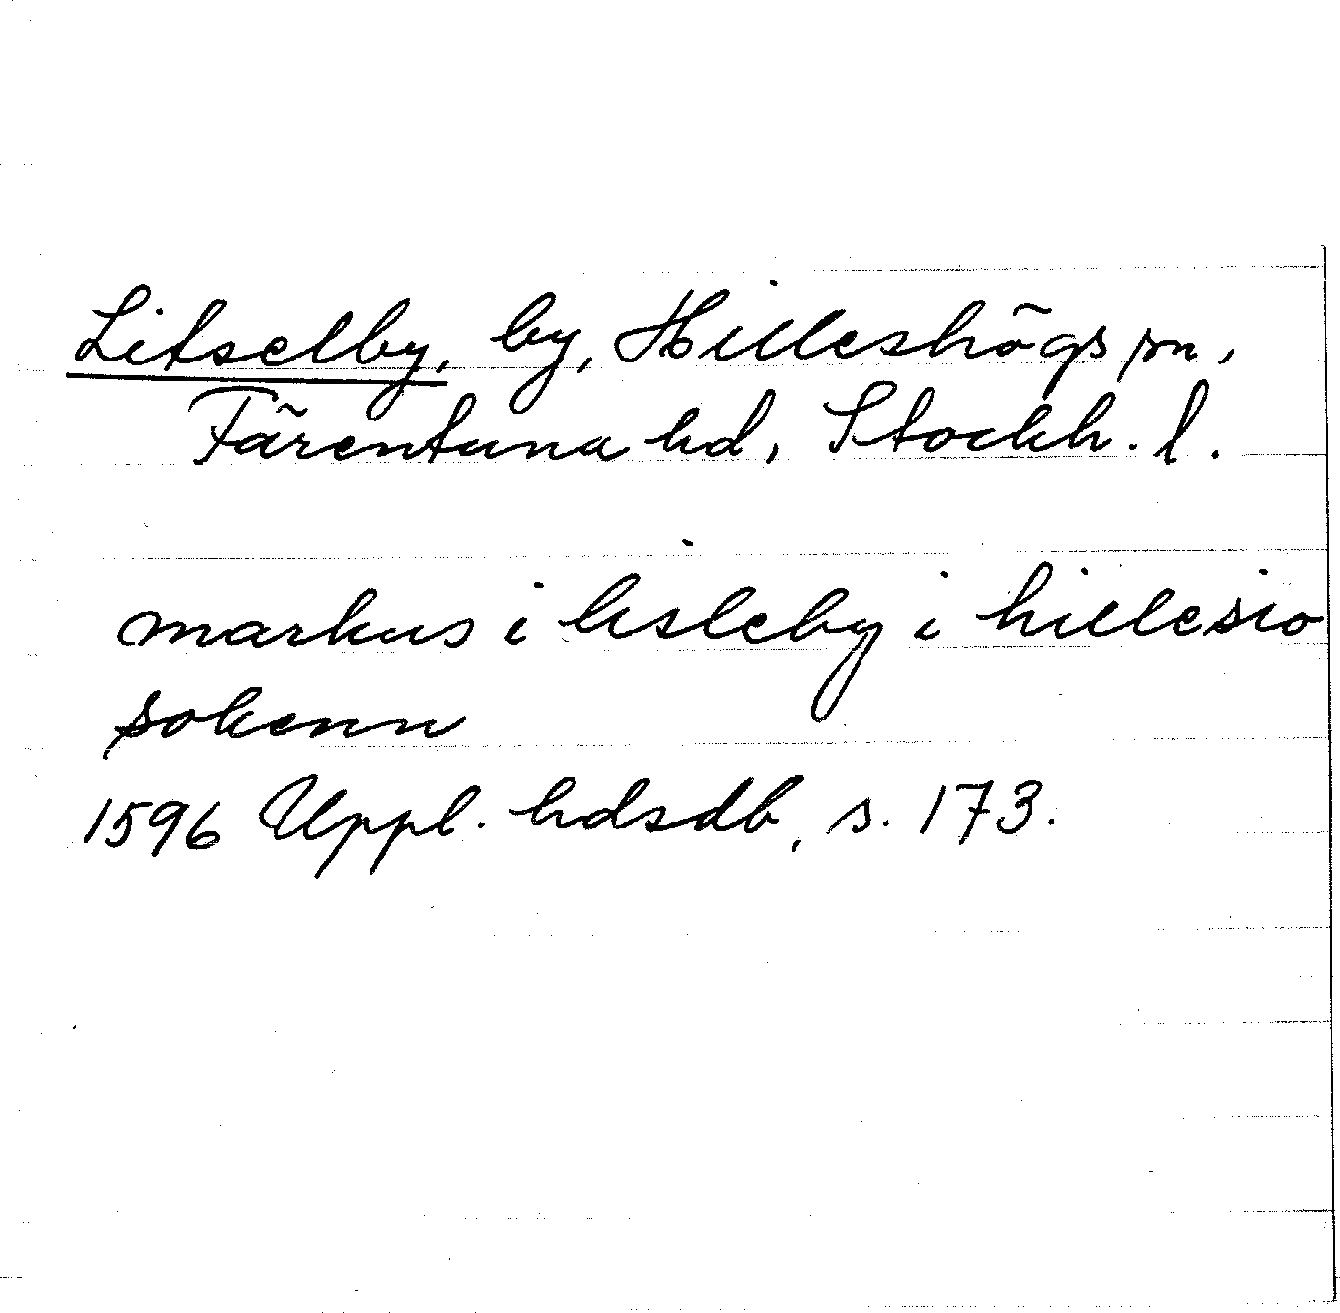 Litselby, by, Hilleshögs sn,
Färentuna hd, Stockh. l.
markus i lisleby i hillesio
sokenn
1596 Uppl. hdsdb, s. 173.